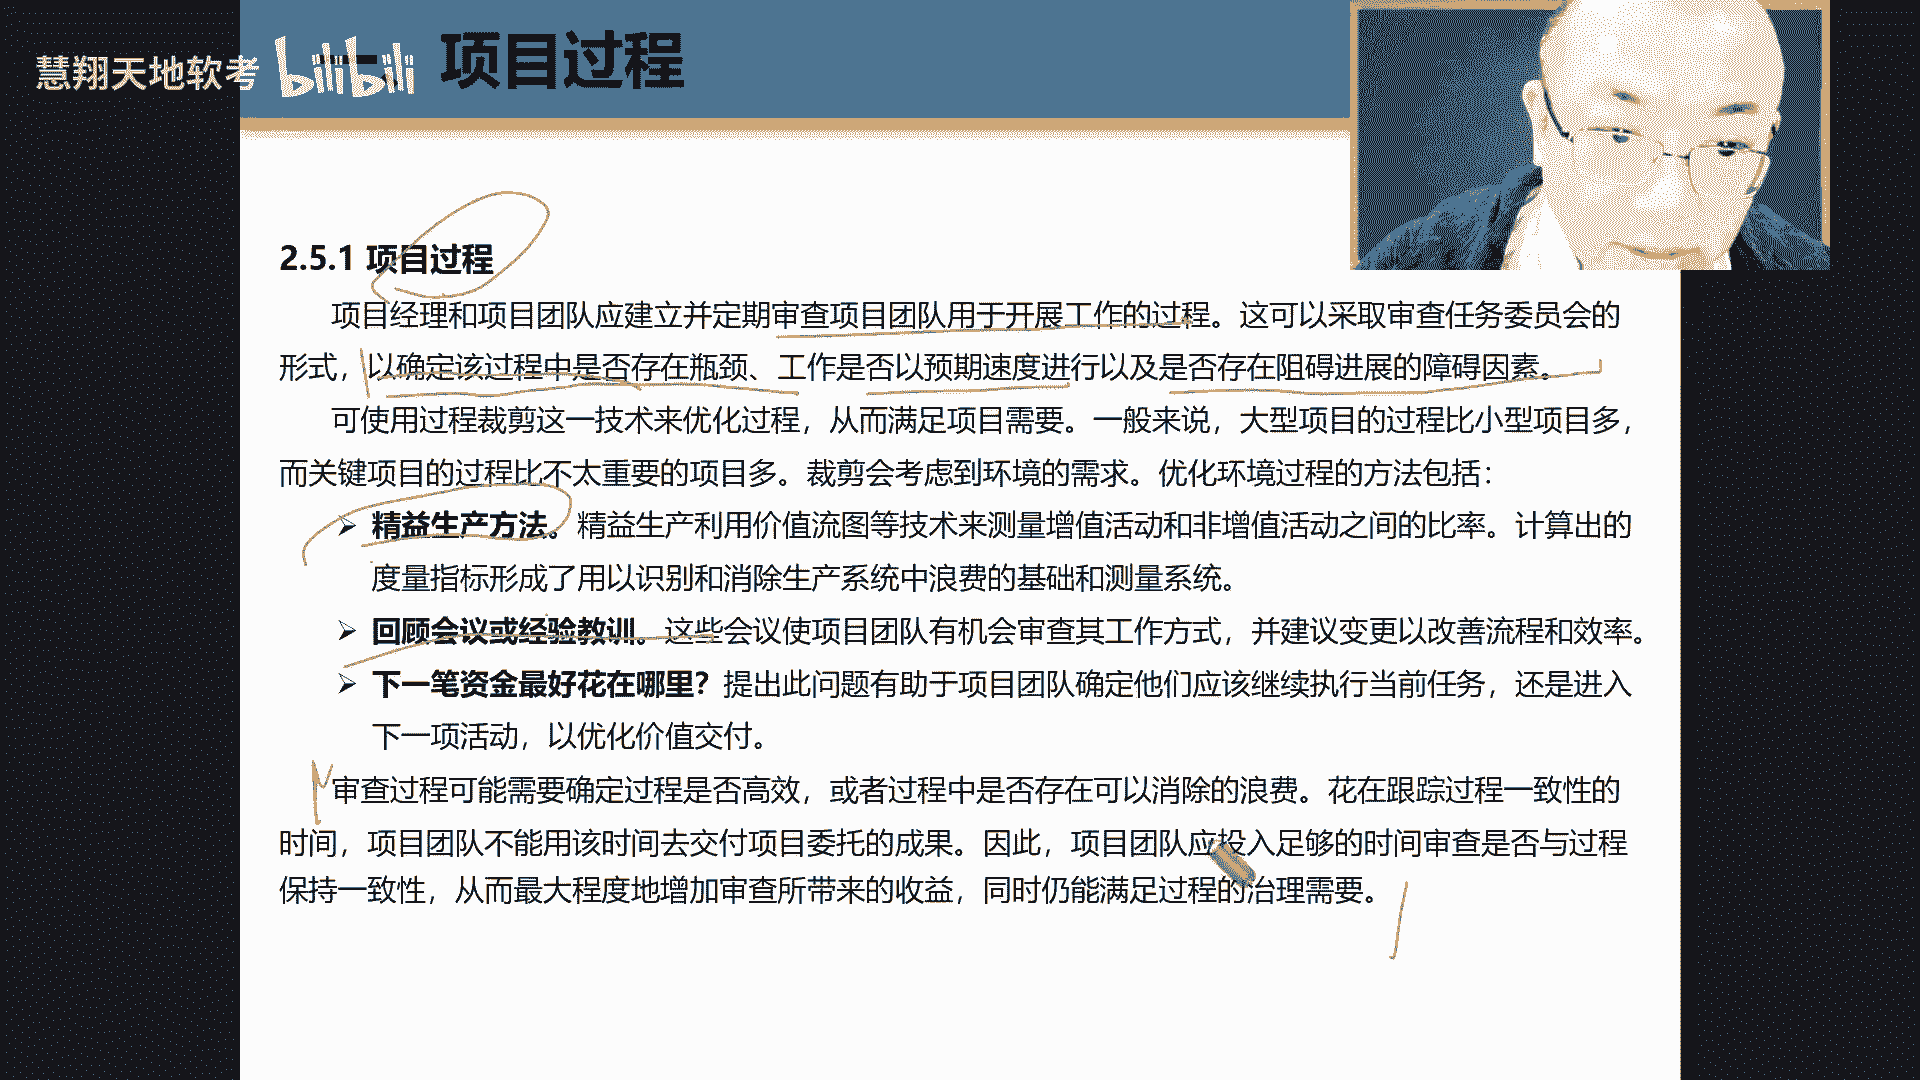 慧翔天地软考 bilibili 项目过程
2.5.1 项目过程
项目经理和项目团队应建立并定期审查项目团队用于开展工作的过程。这可以采取审查任务委员会的
形式，以确定该过程中是否存在瓶颈、工作是否以预期速度进行以及是否存在阻碍进展的障碍因素。
可使用过程裁剪这一技术来优化过程，从而满足项目需要。一般来说，大型项目的过程比小型项目多，
而关键项目的过程比不太重要的项目多。裁剪会考虑到环境的需求。优化环境过程的方法包括：
➢ 精益生产方法。精益生产利用价值流图等技术来测量增值活动和非增值活动之间的比率。计算出的
度量指标形成了用以识别和消除生产系统中浪费的基础和测量系统。
➢ 回顾会议或经验教训。这些会议使项目团队有机会审查其工作方式，并建议变更以改善流程和效率。
➢ 下一笔资金最好花在哪里？提出此问题有助于项目团队确定他们应该继续执行当前任务，还是进入
下一项活动，以优化价值交付。
审查过程可能需要确定过程是否高效，或者过程中是否存在可以消除的浪费。花在跟踪过程一致性的
时间，项目团队不能用该时间去交付项目委托的成果。因此，项目团队应投入足够的时间审查是否与过程
保持一致性，从而最大程度地增加审查所带来的收益，同时仍能满足过程的治理需要。